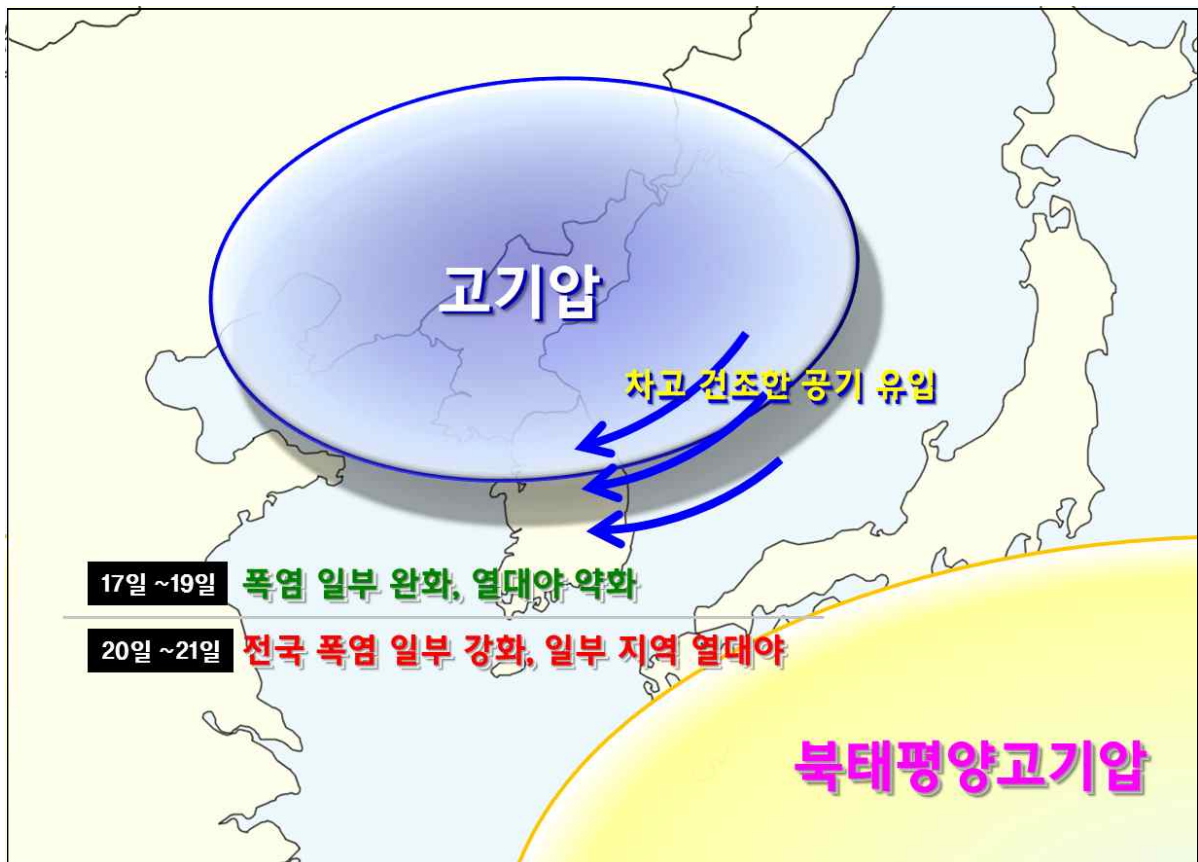 고기압
차고 건조한 공기 유입
17일 ~19일 폭염 일부 완화, 열대야 약화
20일 ~21일 전국 폭염 일부 강화, 일부 지역 열대야
북태평양고기압